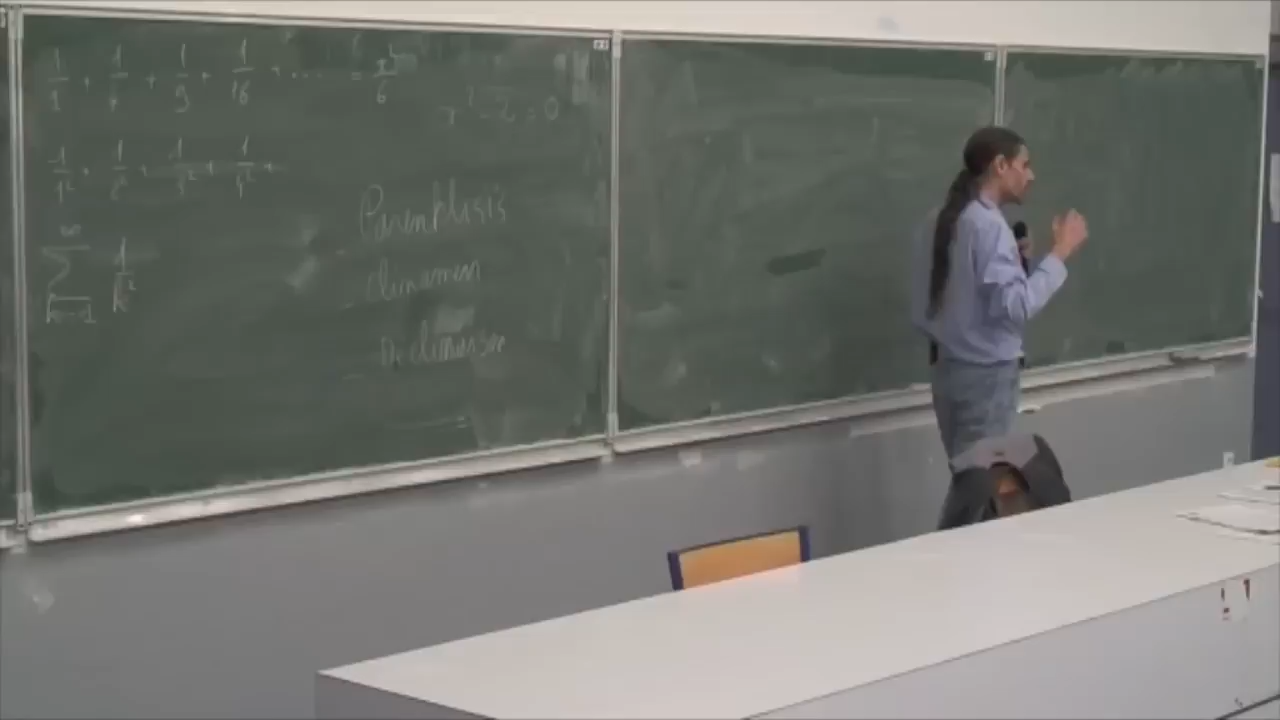 1/1 + 1/4 + 1/9 + 1/16 + ..... = π²/6
x² - 2 = 0
1/1² + 1/2² + 1/3² + 1/4² +
Parenklisis
- clinamen
Declinaison
∞ ∑ k=1 1/k²